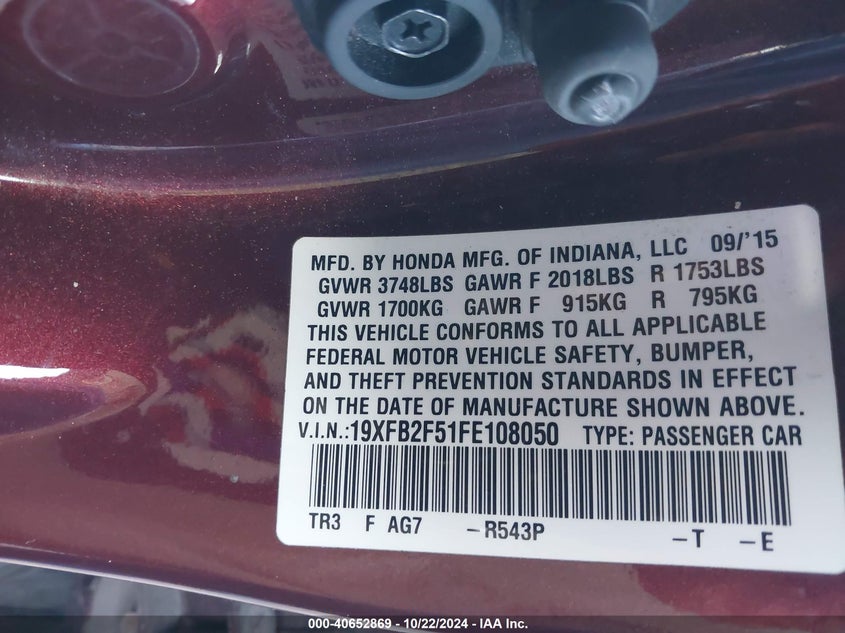 MFD. BY HONDA MFG. OF INDIANA, LLC 09/'15
GVWR 3748LBS GAWR F 2018LBS R 1753LBS
GVWR 1700KG GAWR F 915KG R 795KG
THIS VEHICLE CONFORMS TO ALL APPLICABLE
FEDERAL MOTOR VEHICLE SAFETY, BUMPER,
AND THEFT PREVENTION STANDARDS IN EFFECT
ON THE DATE OF MANUFACTURE SHOWN ABOVE.
V.I.N.:19XFB2F51FE108050 TYPE: PASSENGER CAR
TR3 F AG7 -R543P -T -E
000-40652869 - 10/22/2024 - IAA Inc.